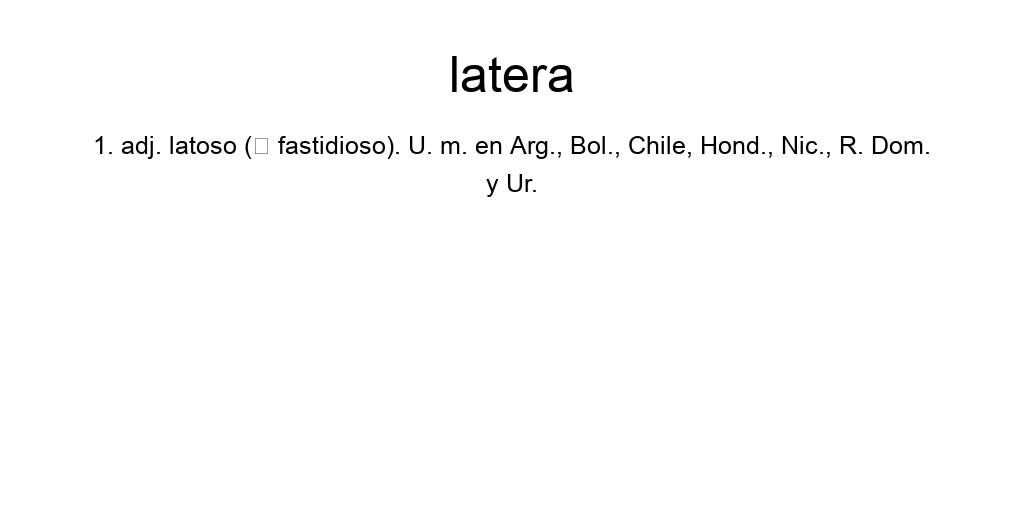 latera
1. adj. latoso (□ fastidioso). U. m. en Arg., Bol., Chile, Hond., Nic., R. Dom.
y Ur.